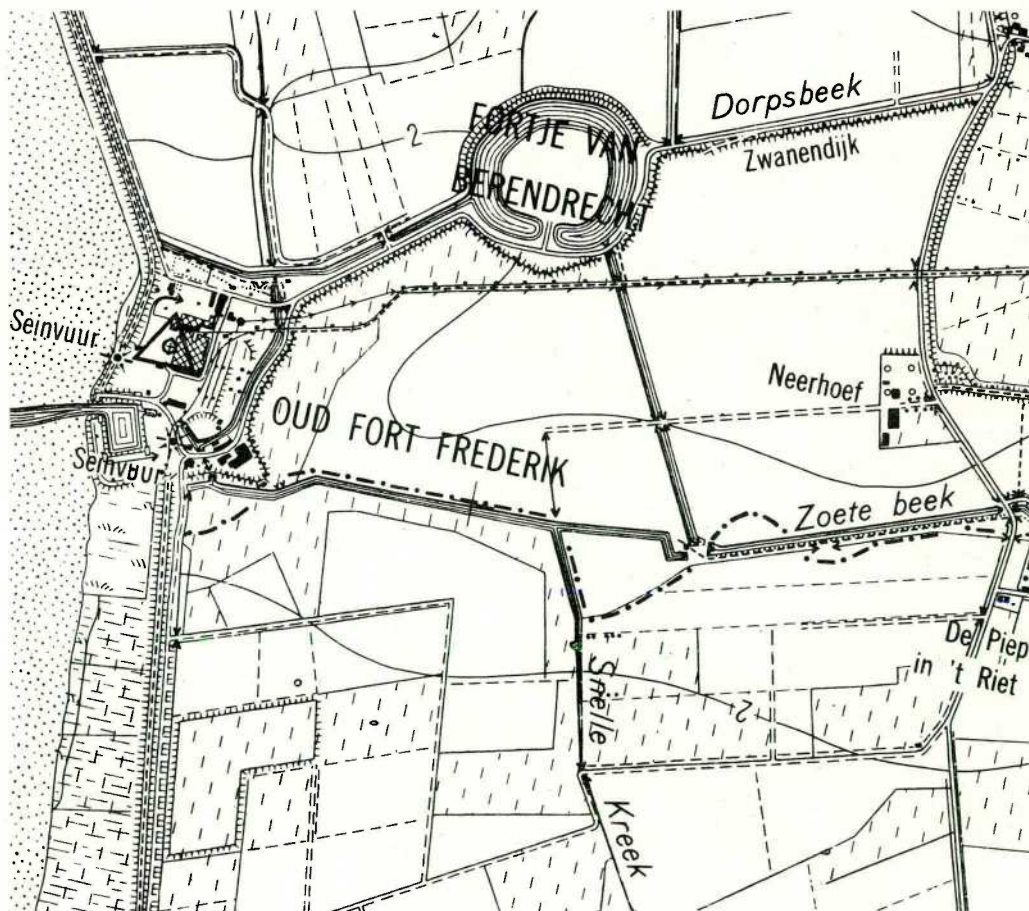 FORTJE VAN
BERENDRECHT
Dorpsbeek
Zwanendijk
2
Seinvuur
Neerhoef
OUD FORT FREDERIK
Seinvuur
Zoete beek
De Piep
in 't Riet
Snelle
2
Kreek